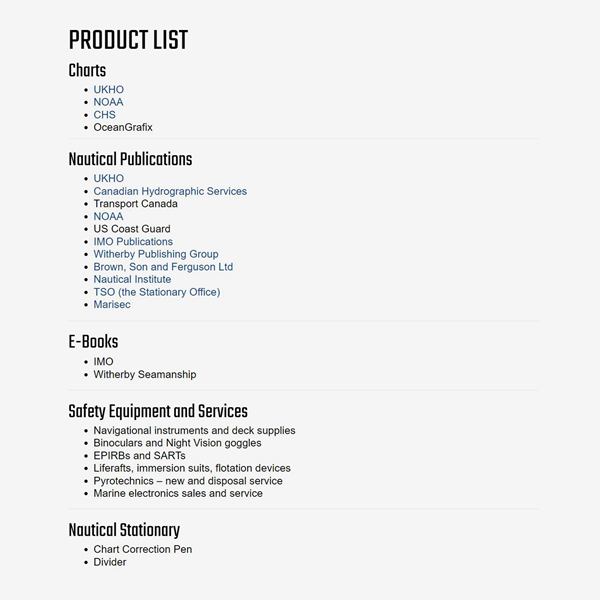 PRODUCT LIST
Charts
UKHO
NOAA
CHS
OceanGrafix
Nautical Publications
UKHO
Canadian Hydrographic Services
Transport Canada
NOAA
US Coast Guard
IMO Publications
Witherby Publishing Group
Brown, Son and Ferguson Ltd
Nautical Institute
TSO (the Stationary Office)
Marisec
E-Books
IMO
Witherby Seamanship
Safety Equipment and Services
Navigational instruments and deck supplies
Binoculars and Night Vision goggles
EPIRBs and SARTs
Liferafts, immersion suits, flotation devices
Pyrotechnics – new and disposal service
Marine electronics sales and service
Nautical Stationary
Chart Correction Pen
Divider